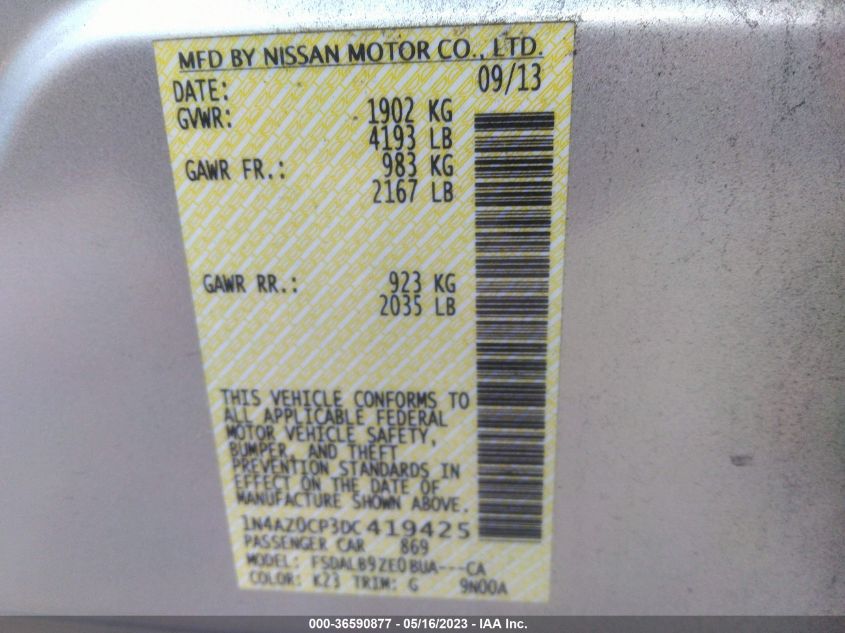 MFD BY NISSAN MOTOR CO., LTD.
DATE: 09/13
GVWR: 1902 KG
4193 LB
GAWR FR.: 983 KG
2167 LB
GAWR RR.: 923 KG
2035 LB
THIS VEHICLE CONFORMS TO
ALL APPLICABLE FEDERAL
MOTOR VEHICLE SAFETY,
BUMPER, AND THEFT
PREVENTION STANDARDS IN
EFFECT ON THE DATE OF
MANUFACTURE SHOWN ABOVE.
1N4AZ0CP3DC419425
PASSENGER CAR 869
MODEL: FSDALB9ZE0BUA---CA
COLOR: K23 TRIM: G 9N00A
000-36590877 - 05/16/2023 - IAA Inc.